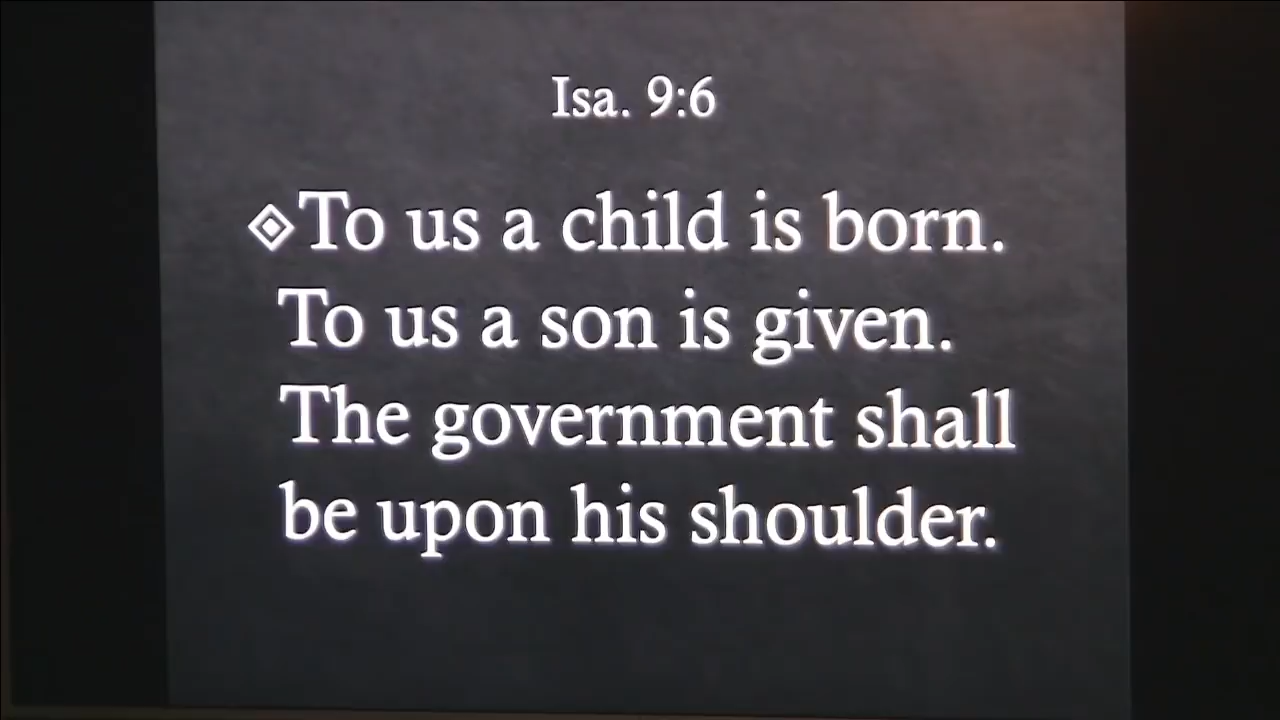 Isa. 9:6
To us a child is born.
To us a son is given.
The government shall
be upon his shoulder.